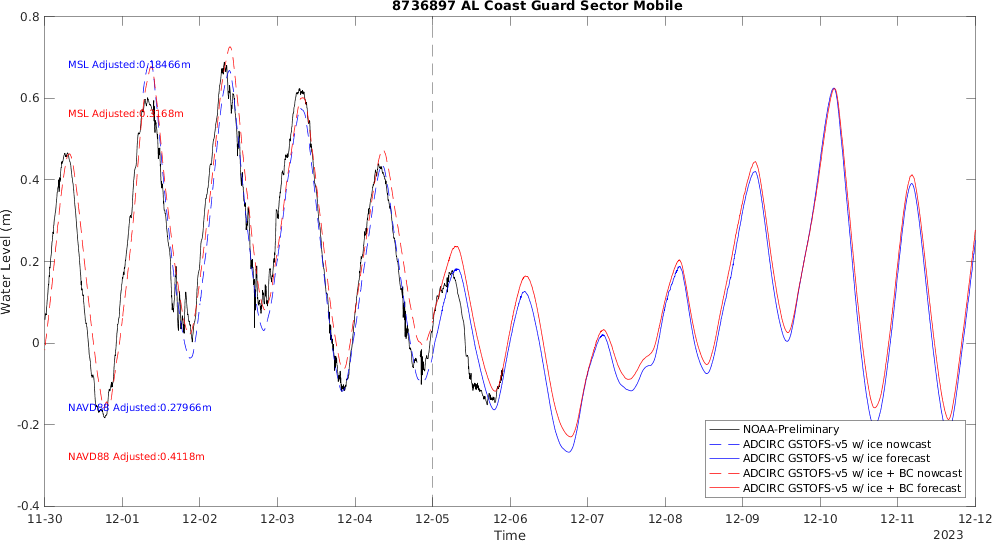 8736897 AL Coast Guard Sector Mobile
0.8
0.6
0.4
0.2
0
-0.2
-0.4
Water Level (m)
MSL Adjusted:0.18466m
MSL Adjusted:0.3168m
NAVD88 Adjusted:0.27966m
NAVD88 Adjusted:0.4118m
NOAA-Preliminary
ADCIRC GSTOFS-v5 w/ ice nowcast
ADCIRC GSTOFS-v5 w/ ice forecast
ADCIRC GSTOFS-v5 w/ ice + BC nowcast
ADCIRC GSTOFS-v5 w/ ice + BC forecast
11-30 12-01 12-02 12-03 12-04 12-05 12-06 12-07 12-08 12-09 12-10 12-11 12-12
Time
2023